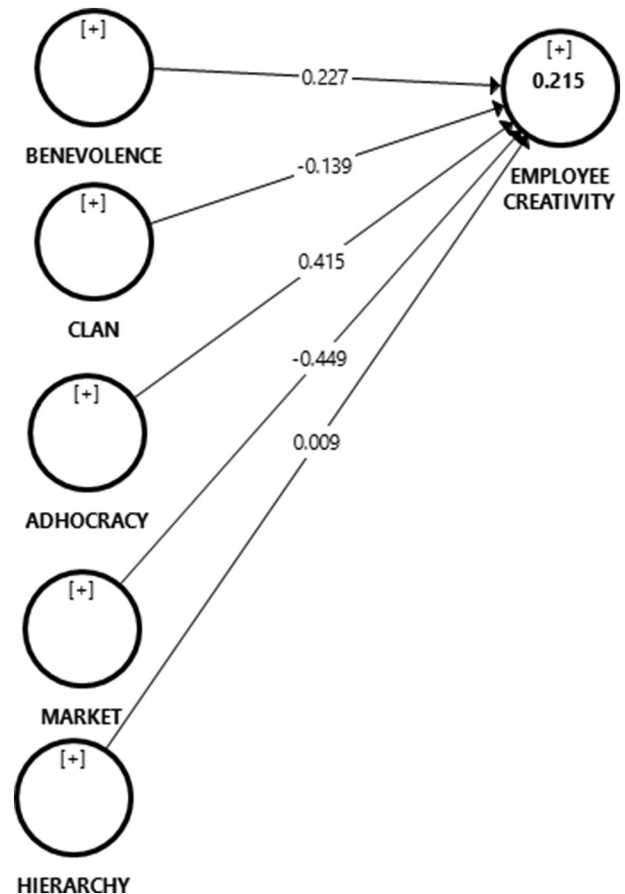 [+]
BENEVOLENCE
[+]
CLAN
[+]
ADHOCRACY
[+]
MARKET
[+]
HIERARCHY
0.227
-0.139
0.415
-0.449
0.009
[+]
0.215
EMPLOYEE
CREATIVITY